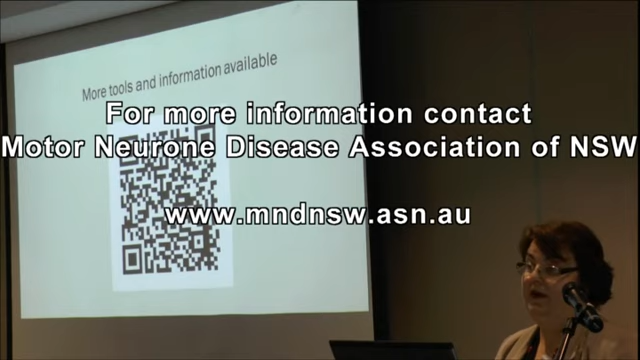 More tools and information available
For more information contact
Motor Neurone Disease Association of NSW
www.mndnsw.asn.au